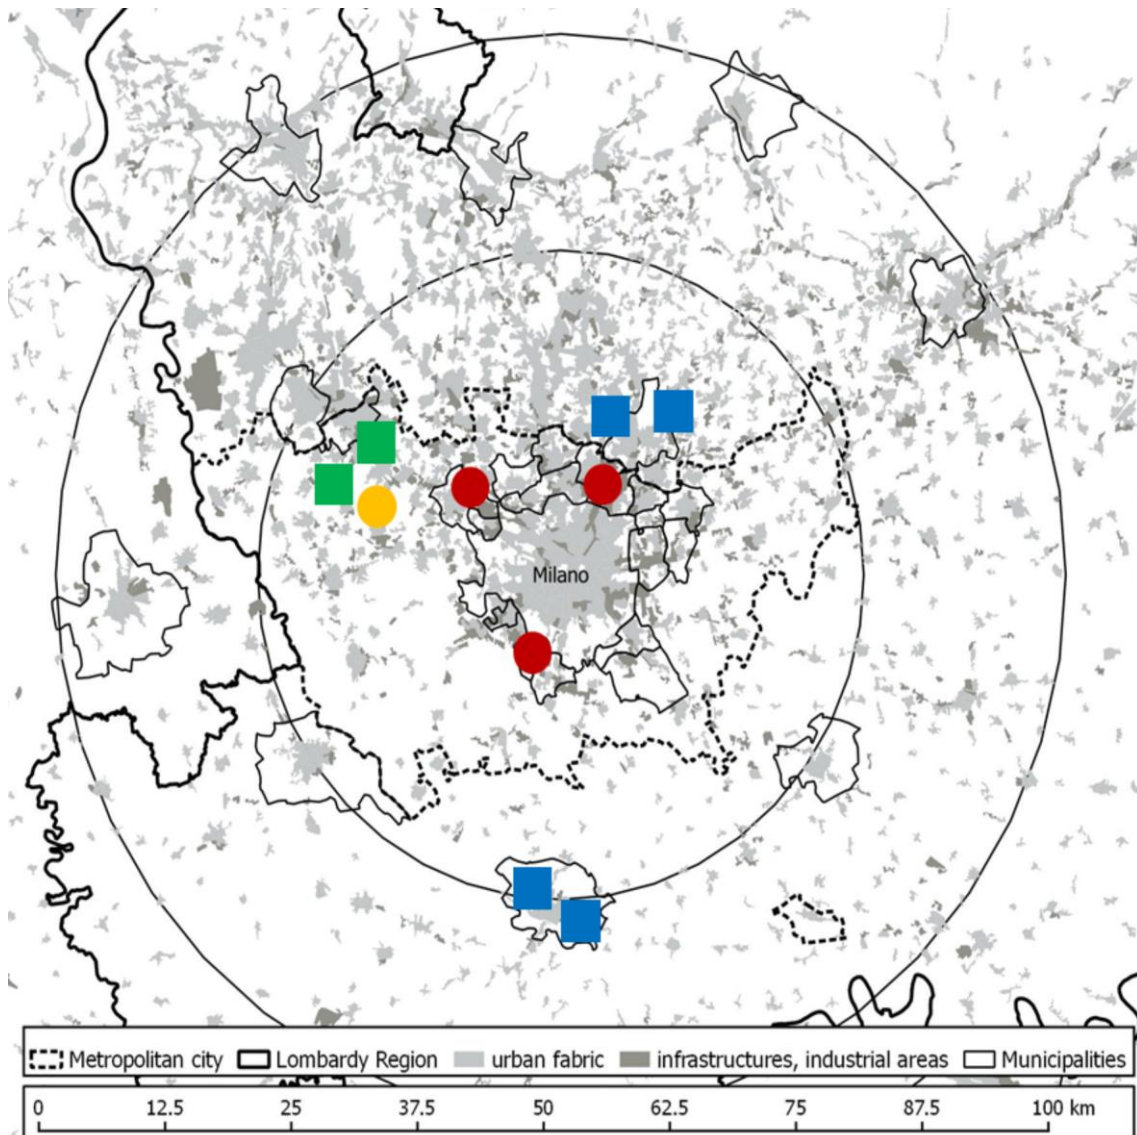 Milano
Metropolitan city Lombardy Region urban fabric infrastructures, industrial areas Municipalities
0 12.5 25 37.5 50 62.5 75 87.5 100 km